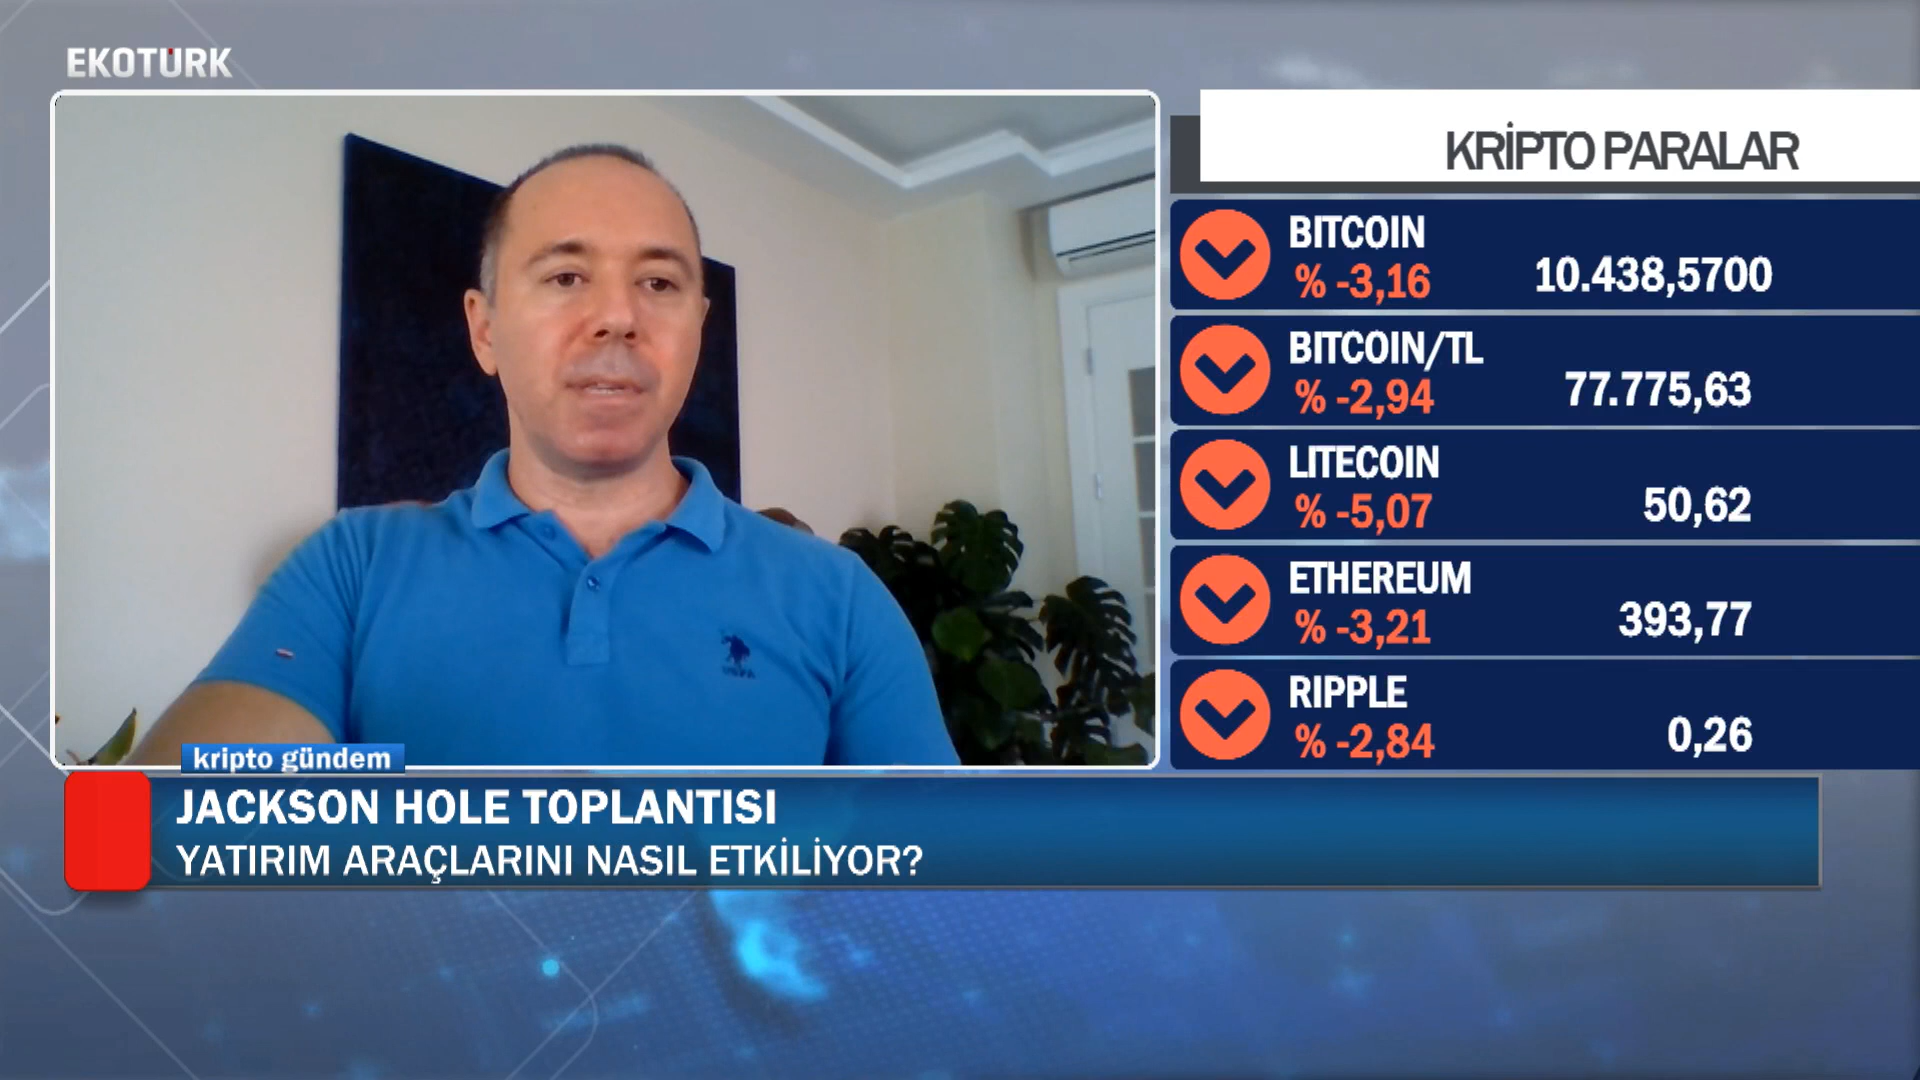 EKOTÜRK
KRİPTO PARALAR
BITCOIN
% -3,16
10.438,5700
BITCOIN/TL
% -2,94
77.775,63
LITECOIN
% -5,07
50,62
ETHEREUM
% -3,21
393,77
RIPPLE
% -2,84
0,26
USPA
kripto gündem
JACKSON HOLE TOPLANTISI
YATIRIM ARAÇLARINI NASIL ETKİLİYOR?